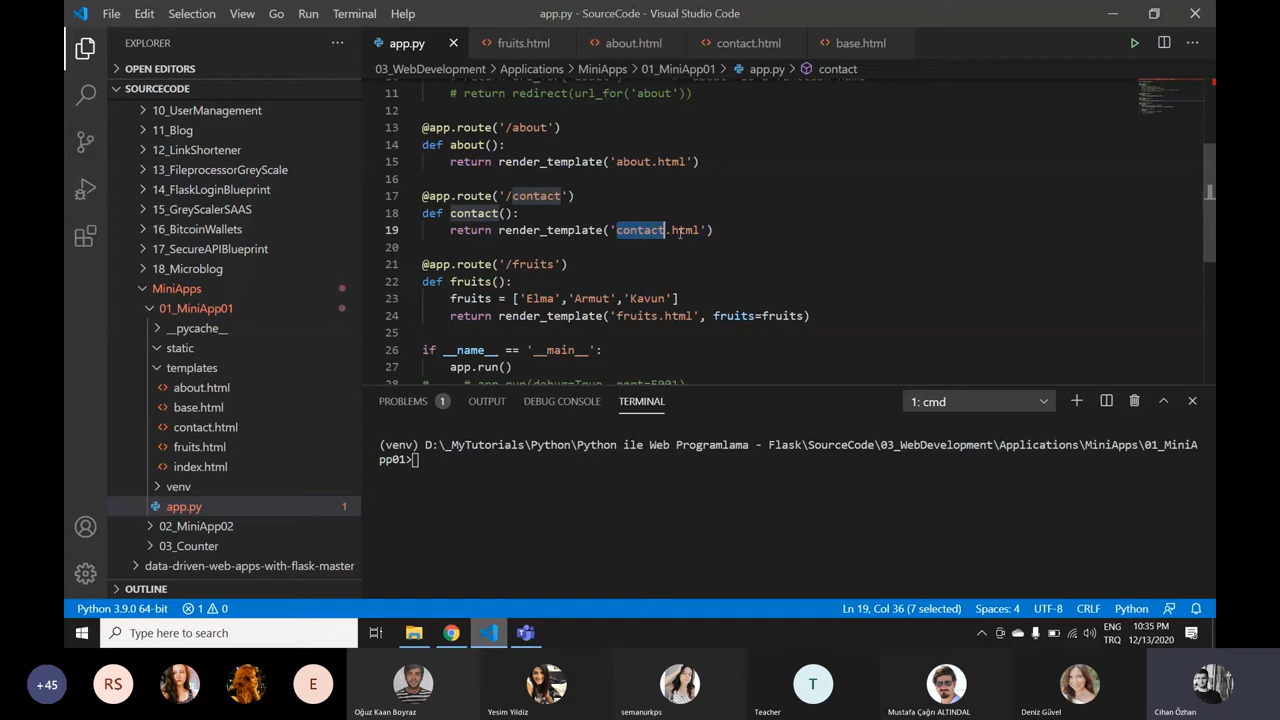 File Edit Selection View Go Run Terminal Help
app.py - SourceCode - Visual Studio Code
EXPLORER
OPEN EDITORS
SOURCECODE
10_UserManagement
11_Blog
12_LinkShortener
13_FileprocessorGreyScale
14_FlaskLoginBlueprint
15_GreyScalerSAAS
16_BitcoinWallets
17_SecureAPIBlueprint
18_Microblog
MiniApps
01_MiniApp01
__pycache__
static
templates
about.html
base.html
contact.html
fruits.html
index.html
venv
app.py 1
02_MiniApp02
03_Counter
data-driven-web-apps-with-flask-master
OUTLINE
app.py fruits.html about.html contact.html base.html
03_WebDevelopment > Applications > MiniApps > 01_MiniApp01 > app.py > contact
11 # return redirect(url_for('about'))
12
13 @app.route('/about')
14 def about():
15 return render_template('about.html')
16
17 @app.route('/contact')
18 def contact():
19 return render_template('contact.html')
20
21 @app.route('/fruits')
22 def fruits():
23 fruits = ['Elma','Armut','Kavun']
24 return render_template('fruits.html', fruits=fruits)
25
26 if __name__ == '__main__':
27 app.run()
28 # # app.run(debug=True, port=5001)
PROBLEMS 1 OUTPUT DEBUG CONSOLE TERMINAL 1: cmd
(venv) D:\_MyTutorials\Python\Python ile Web Programlama - Flask\SourceCode\03_WebDevelopment\Applications\MiniApps\01_MiniA
pp01>
Python 3.9.0 64-bit 1 0 Ln 19, Col 36 (7 selected) Spaces: 4 UTF-8 CRLF Python
Type here to search
ENG
TRQ
10:35 PM
12/13/2020
+45 RS E T
Oğuz Kaan Boyraz Yesim Yildiz semanurkps Teacher Mustafa Çağrı ALTINDAL Deniz Güvel Cihan Özhan